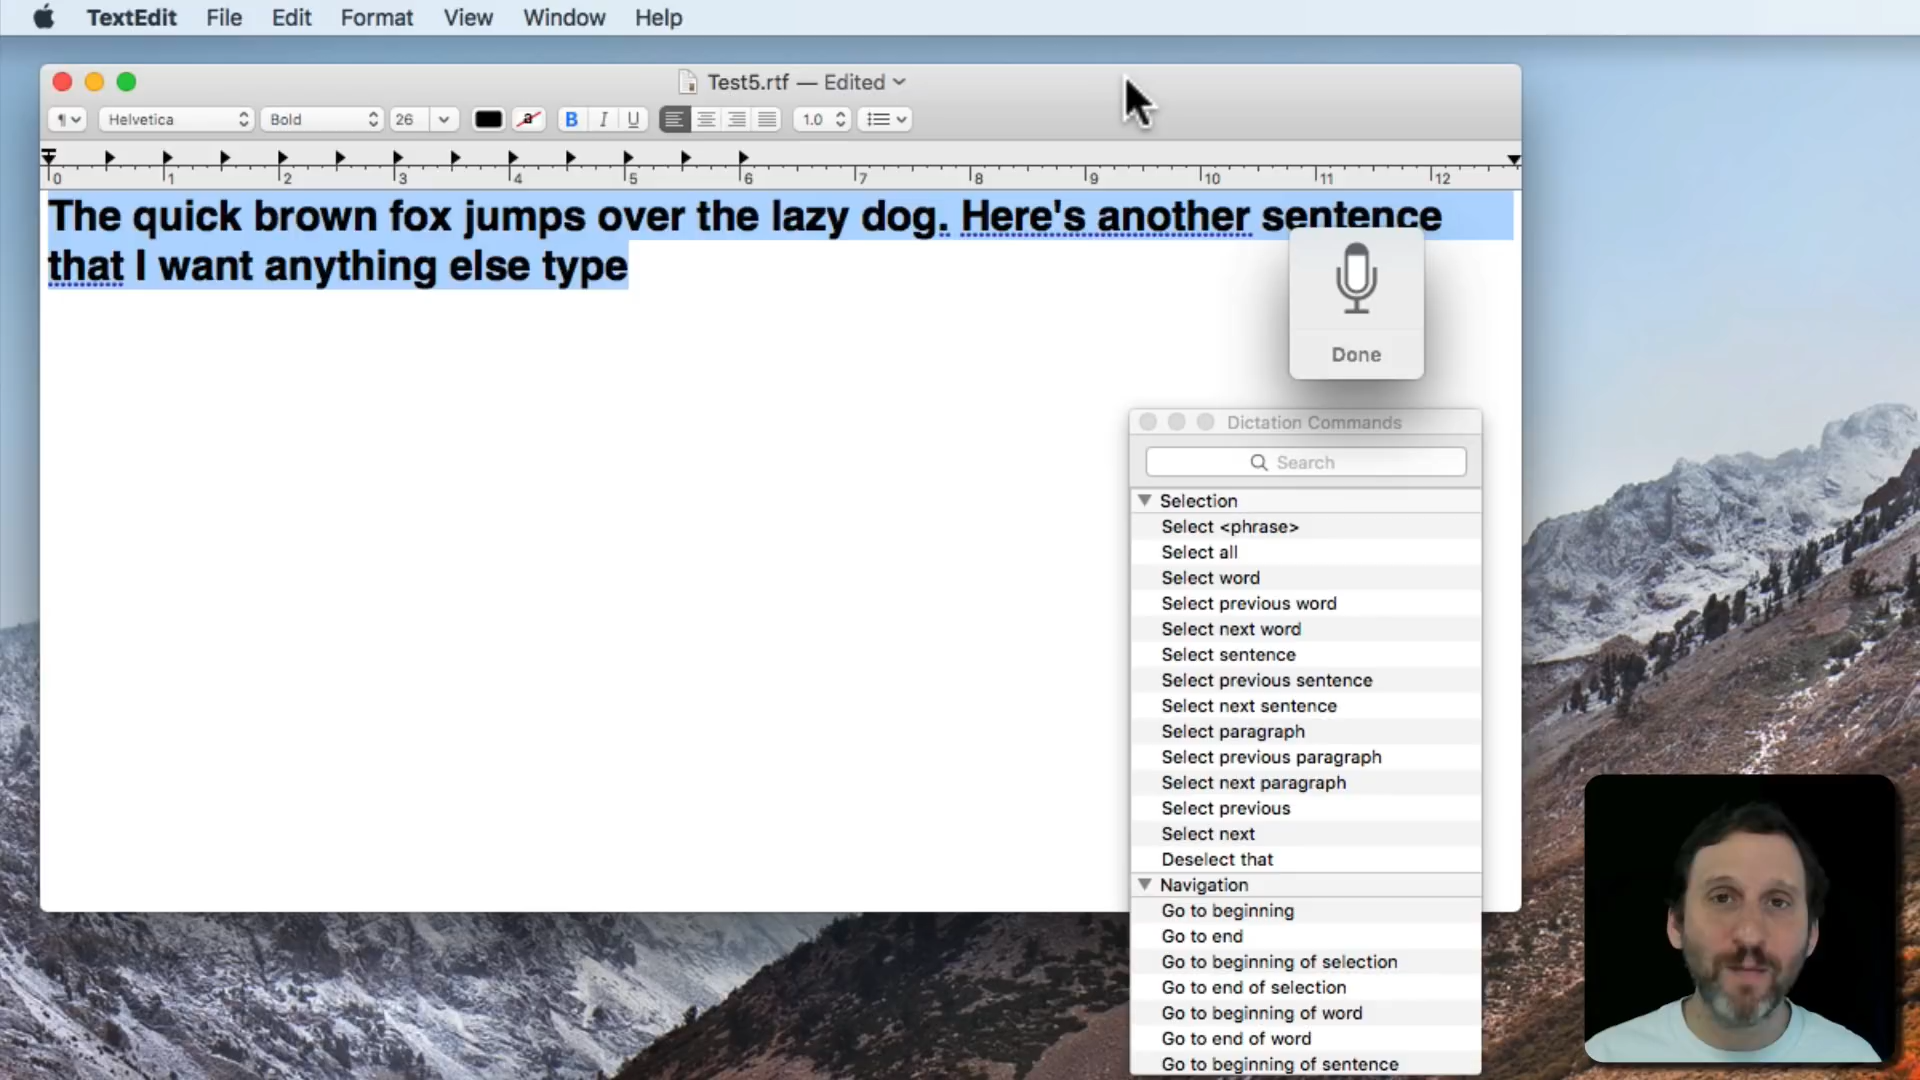 TextEdit File Edit Format View Window Help
Test5.rtf — Edited
¶ Helvetica Bold 26 a B I U 1.0
0 1 2 3 4 5 6 7 8 9 10 11 12
The quick brown fox jumps over the lazy dog. Here's another sentence
that I want anything else type
Done
Dictation Commands
Search
Selection
Select <phrase>
Select all
Select word
Select previous word
Select next word
Select sentence
Select previous sentence
Select next sentence
Select paragraph
Select previous paragraph
Select next paragraph
Select previous
Select next
Deselect that
Navigation
Go to beginning
Go to end
Go to beginning of selection
Go to end of selection
Go to beginning of word
Go to end of word
Go to beginning of sentence